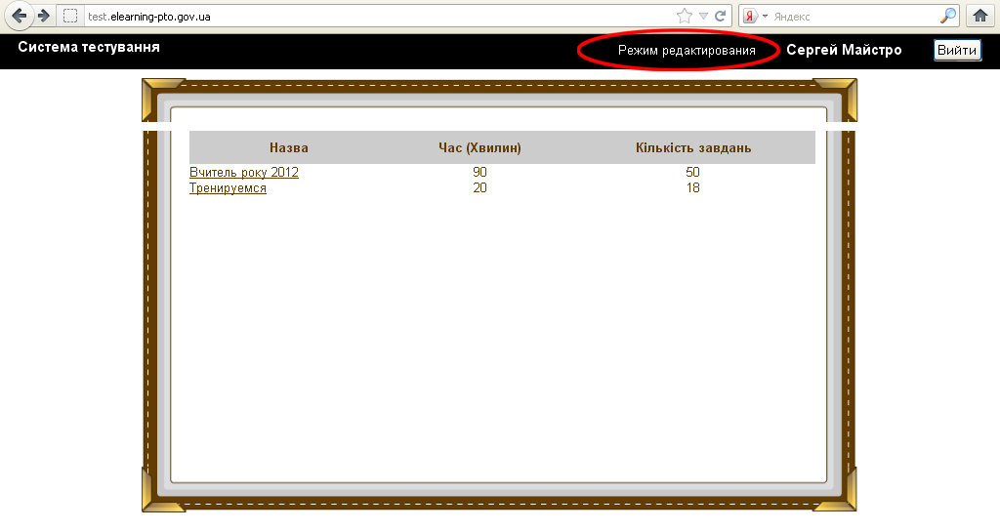 test.elearning-pto.gov.ua
Яндекс
Система тестування
Режим редактирования
Сергей Майстро
Вийти
Назва Час (Хвилин) Кількість завдань
Вчитель року 2012 90 50
Тренируемся 20 18